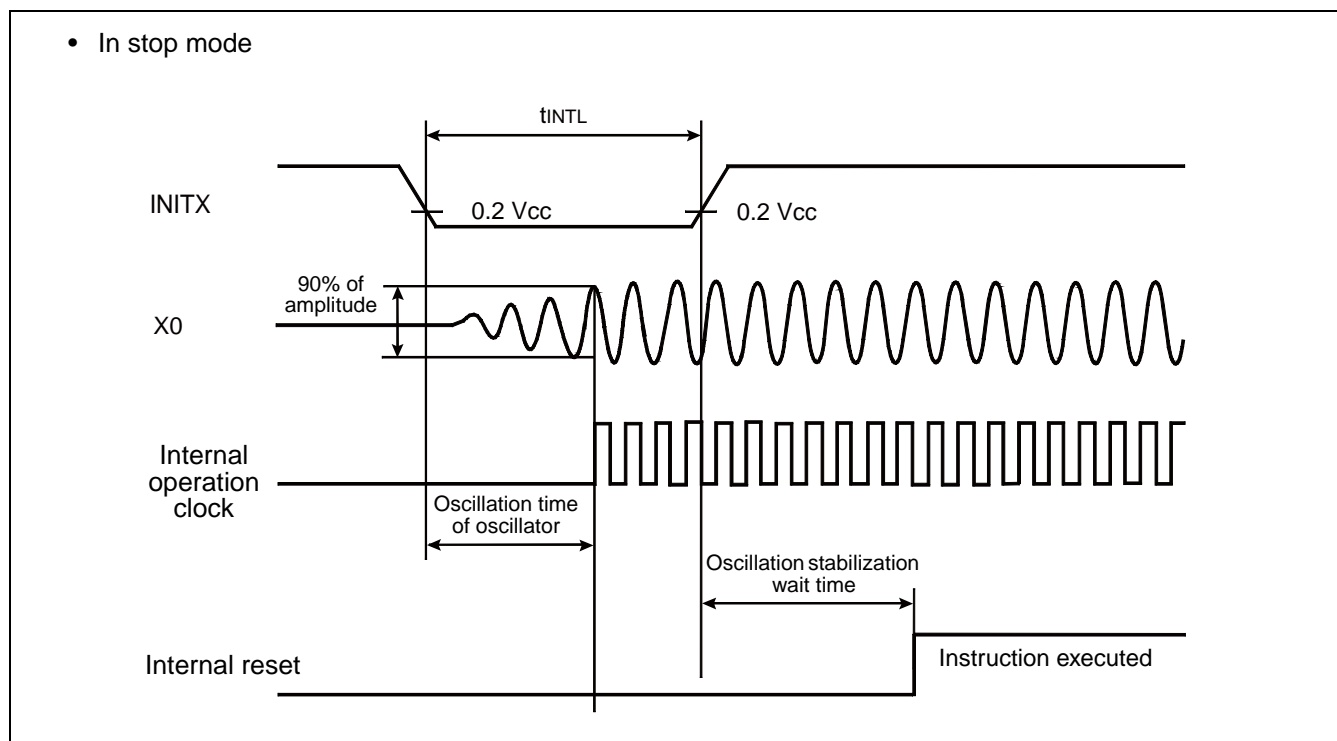 • In stop mode
tINTL
INITX
0.2 Vcc
0.2 Vcc
90% of
amplitude
X0
Internal
operation
clock
Oscillation time
of oscillator
Oscillation stabilization
wait time
Internal reset
Instruction executed